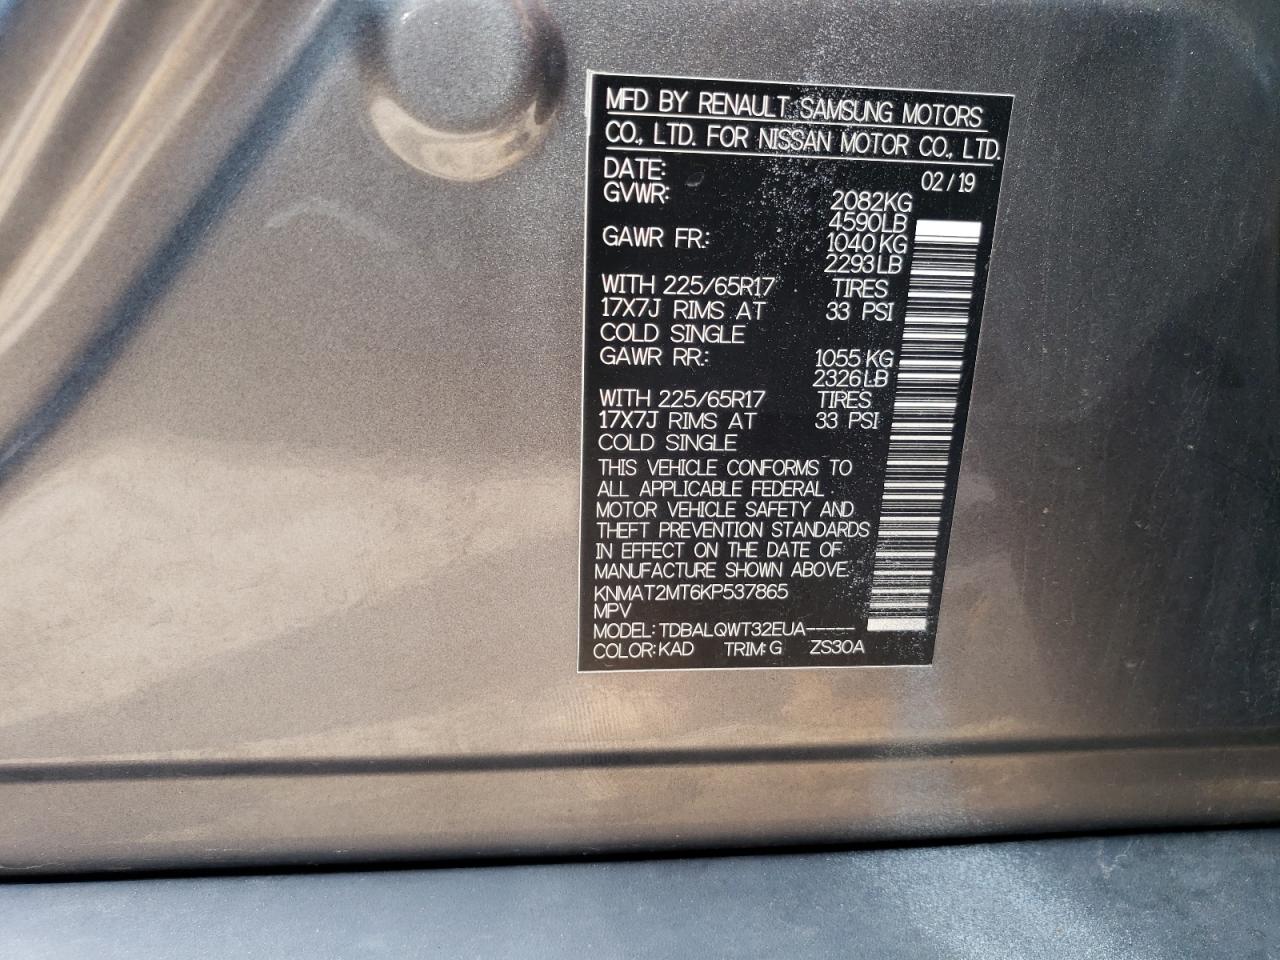 MFD BY RENAULT SAMSUNG MOTORS
CO., LTD. FOR NISSAN MOTOR CO., LTD.
DATE: 02/19
GVWR: 2082KG
4590LB
GAWR FR.: 1040 KG
2293LB
WITH 225/65R17 TIRES
17X7J RIMS AT 33 PSI
COLD SINGLE
GAWR RR.: 1055 KG
2326LB
WITH 225/65R17 TIRES
17X7J RIMS AT 33 PSI
COLD SINGLE
THIS VEHICLE CONFORMS TO
ALL APPLICABLE FEDERAL
MOTOR VEHICLE SAFETY AND
THEFT PREVENTION STANDARDS
IN EFFECT ON THE DATE OF
MANUFACTURE SHOWN ABOVE.
KNMAT2MT6KP537865
MPV
MODEL: TDBALQWT32EUA-----
COLOR: KAD TRIM: G ZS30A